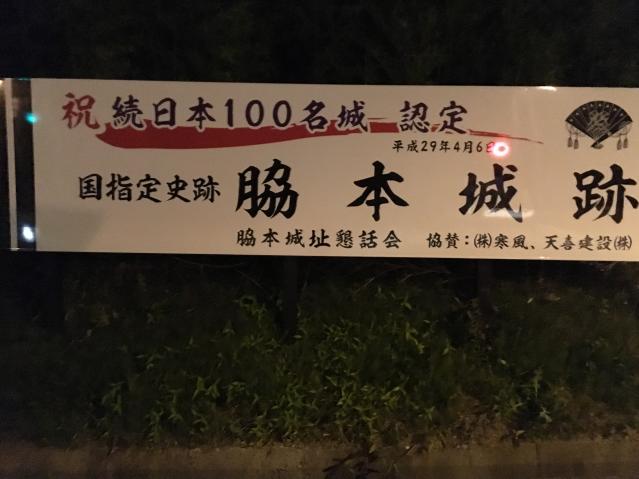 祝 続日本100名城 認定
平成29年4月6日
国指定史跡 脇本城跡
脇本城址懇話会 協賛：㈱寒風、天喜建設㈱